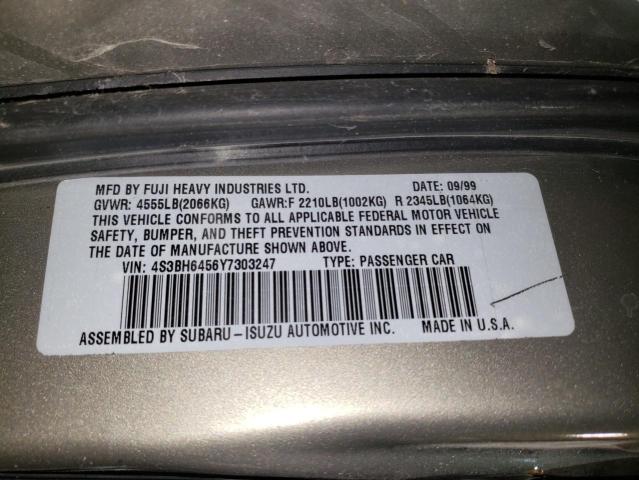 MFD BY FUJI HEAVY INDUSTRIES LTD. DATE: 09/99
GVWR: 4555LB(2066KG) GAWR:F 2210LB(1002KG) R 2345LB(1064KG)
THIS VEHICLE CONFORMS TO ALL APPLICABLE FEDERAL MOTOR VEHICLE
SAFETY, BUMPER, AND THEFT PREVENTION STANDARDS IN EFFECT ON
THE DATE OF MANUFACTURE SHOWN ABOVE.
VIN: 4S3BH6456Y7303247 TYPE: PASSENGER CAR
ASSEMBLED BY SUBARU-ISUZU AUTOMOTIVE INC. MADE IN U.S.A.